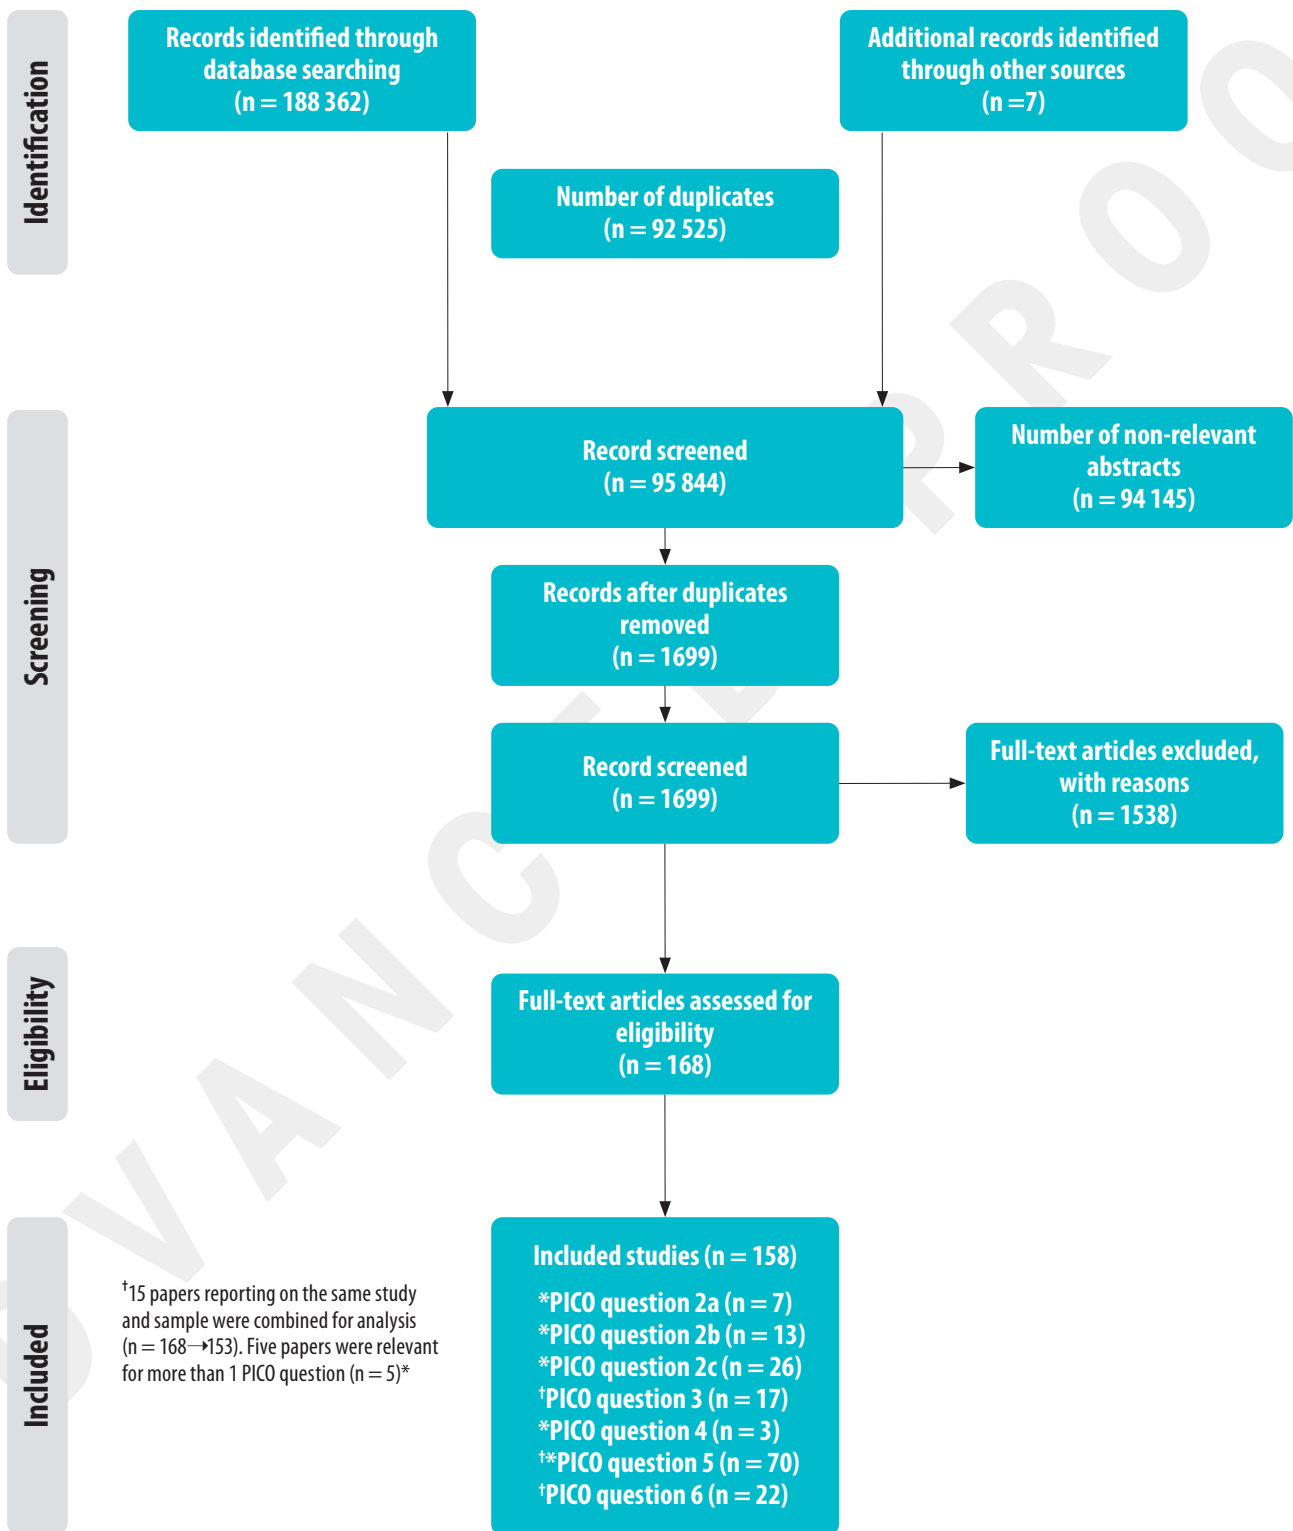 Identification
Records identified through
database searching
(n = 188 362)
Additional records identified
through other sources
(n =7)
Number of duplicates
(n = 92 525)
Screening
Record screened
(n = 95 844)
Number of non-relevant
abstracts
(n = 94 145)
Records after duplicates
removed
(n = 1699)
Record screened
(n = 1699)
Full-text articles excluded,
with reasons
(n = 1538)
Eligibility
Full-text articles assessed for
eligibility
(n = 168)
Included
†15 papers reporting on the same study
and sample were combined for analysis
(n = 168→153). Five papers were relevant
for more than 1 PICO question (n = 5)*
Included studies (n = 158)
*PICO question 2a (n = 7)
*PICO question 2b (n = 13)
*PICO question 2c (n = 26)
†PICO question 3 (n = 17)
*PICO question 4 (n = 3)
†*PICO question 5 (n = 70)
†PICO question 6 (n = 22)